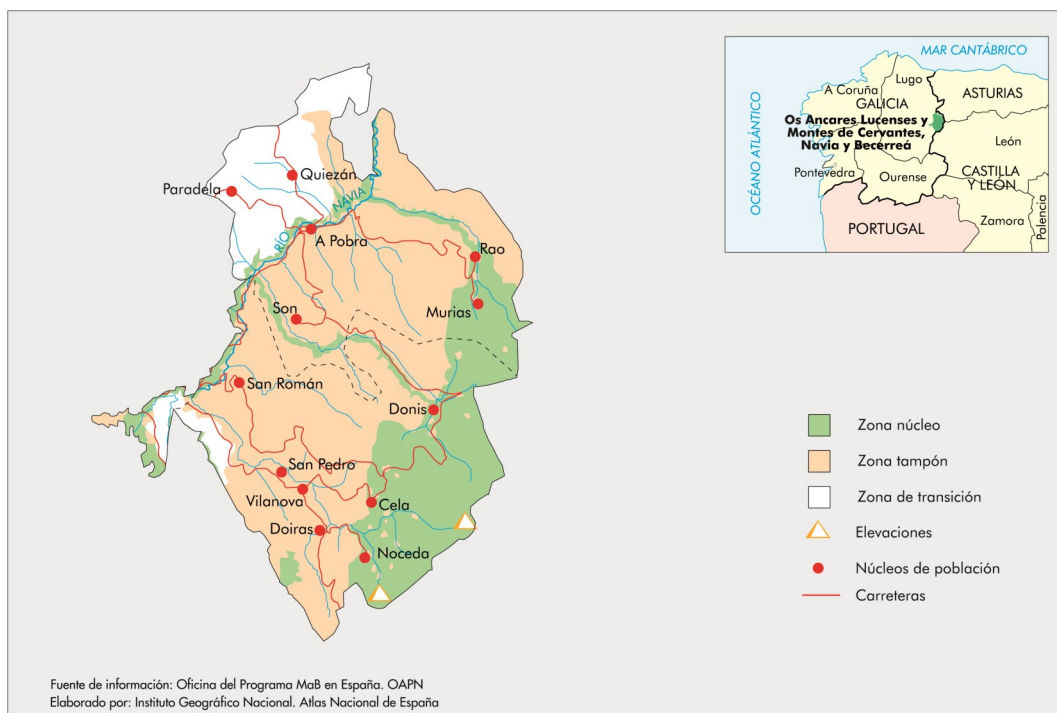 MAR CANTÁBRICO
OCÉANO ATLÁNTICO
Lugo
A Coruña
GALICIA
ASTURIAS
Os Ancares Lucenses y
Montes de Cervantes,
Navia y Becerreá
León
Pontevedra
Ourense
CASTILLA
Y LEÓN
PORTUGAL
Zamora
Palencia
Quiezán
Paradela
RÍO
NAVIA
A Pobra
Rao
Son
Murias
San Román
Donis
San Pedro
Vilanova
Cela
Doiras
Noceda
Zona núcleo
Zona tampón
Zona de transición
Elevaciones
Núcleos de población
Carreteras
Fuente de información: Oficina del Programa MaB en España. OAPN
Elaborado por: Instituto Geográfico Nacional. Atlas Nacional de España